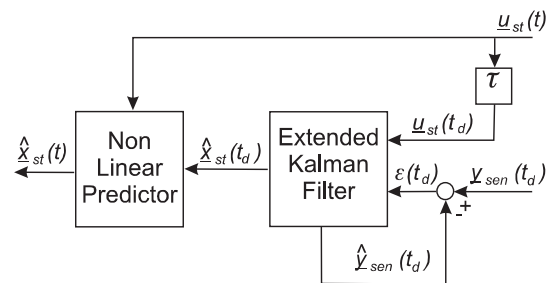 u_st(t)
τ
Non
Linear
Predictor
Extended
Kalman
Filter
x̂_st(t)
x̂_st(t_d)
u_st(t_d)
ε(t_d)
y_sen(t_d)
- +
ŷ_sen(t_d)